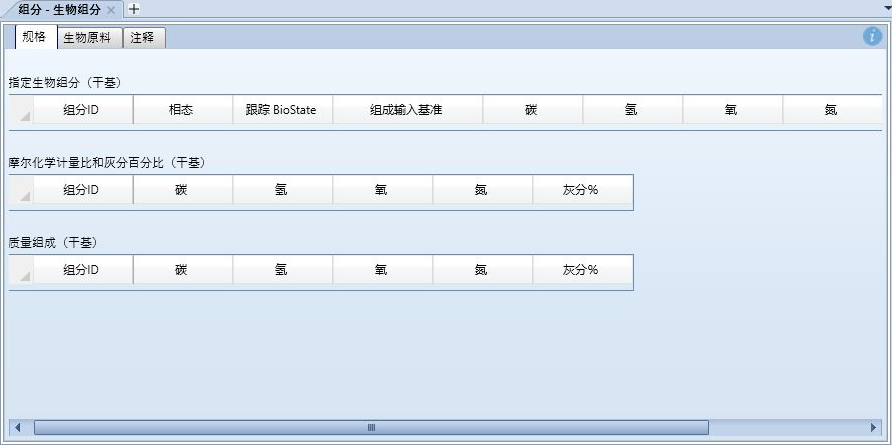 组分 - 生物组分
规格 生物原料 注释
指定生物组分（干基）
组分ID 相态 跟踪 BioState 组成输入基准 碳 氢 氧 氮
摩尔化学计量比和灰分百分比（干基）
组分ID 碳 氢 氧 氮 灰分%
质量组成（干基）
组分ID 碳 氢 氧 氮 灰分%